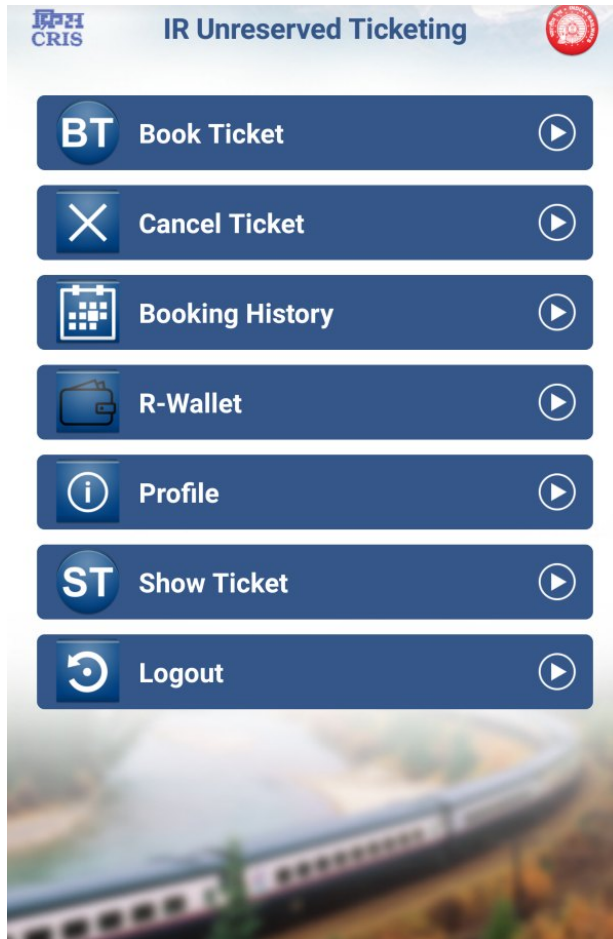 क्रिस
CRIS
IR Unreserved Ticketing
BT Book Ticket
Cancel Ticket
Booking History
R-Wallet
i Profile
ST Show Ticket
Logout